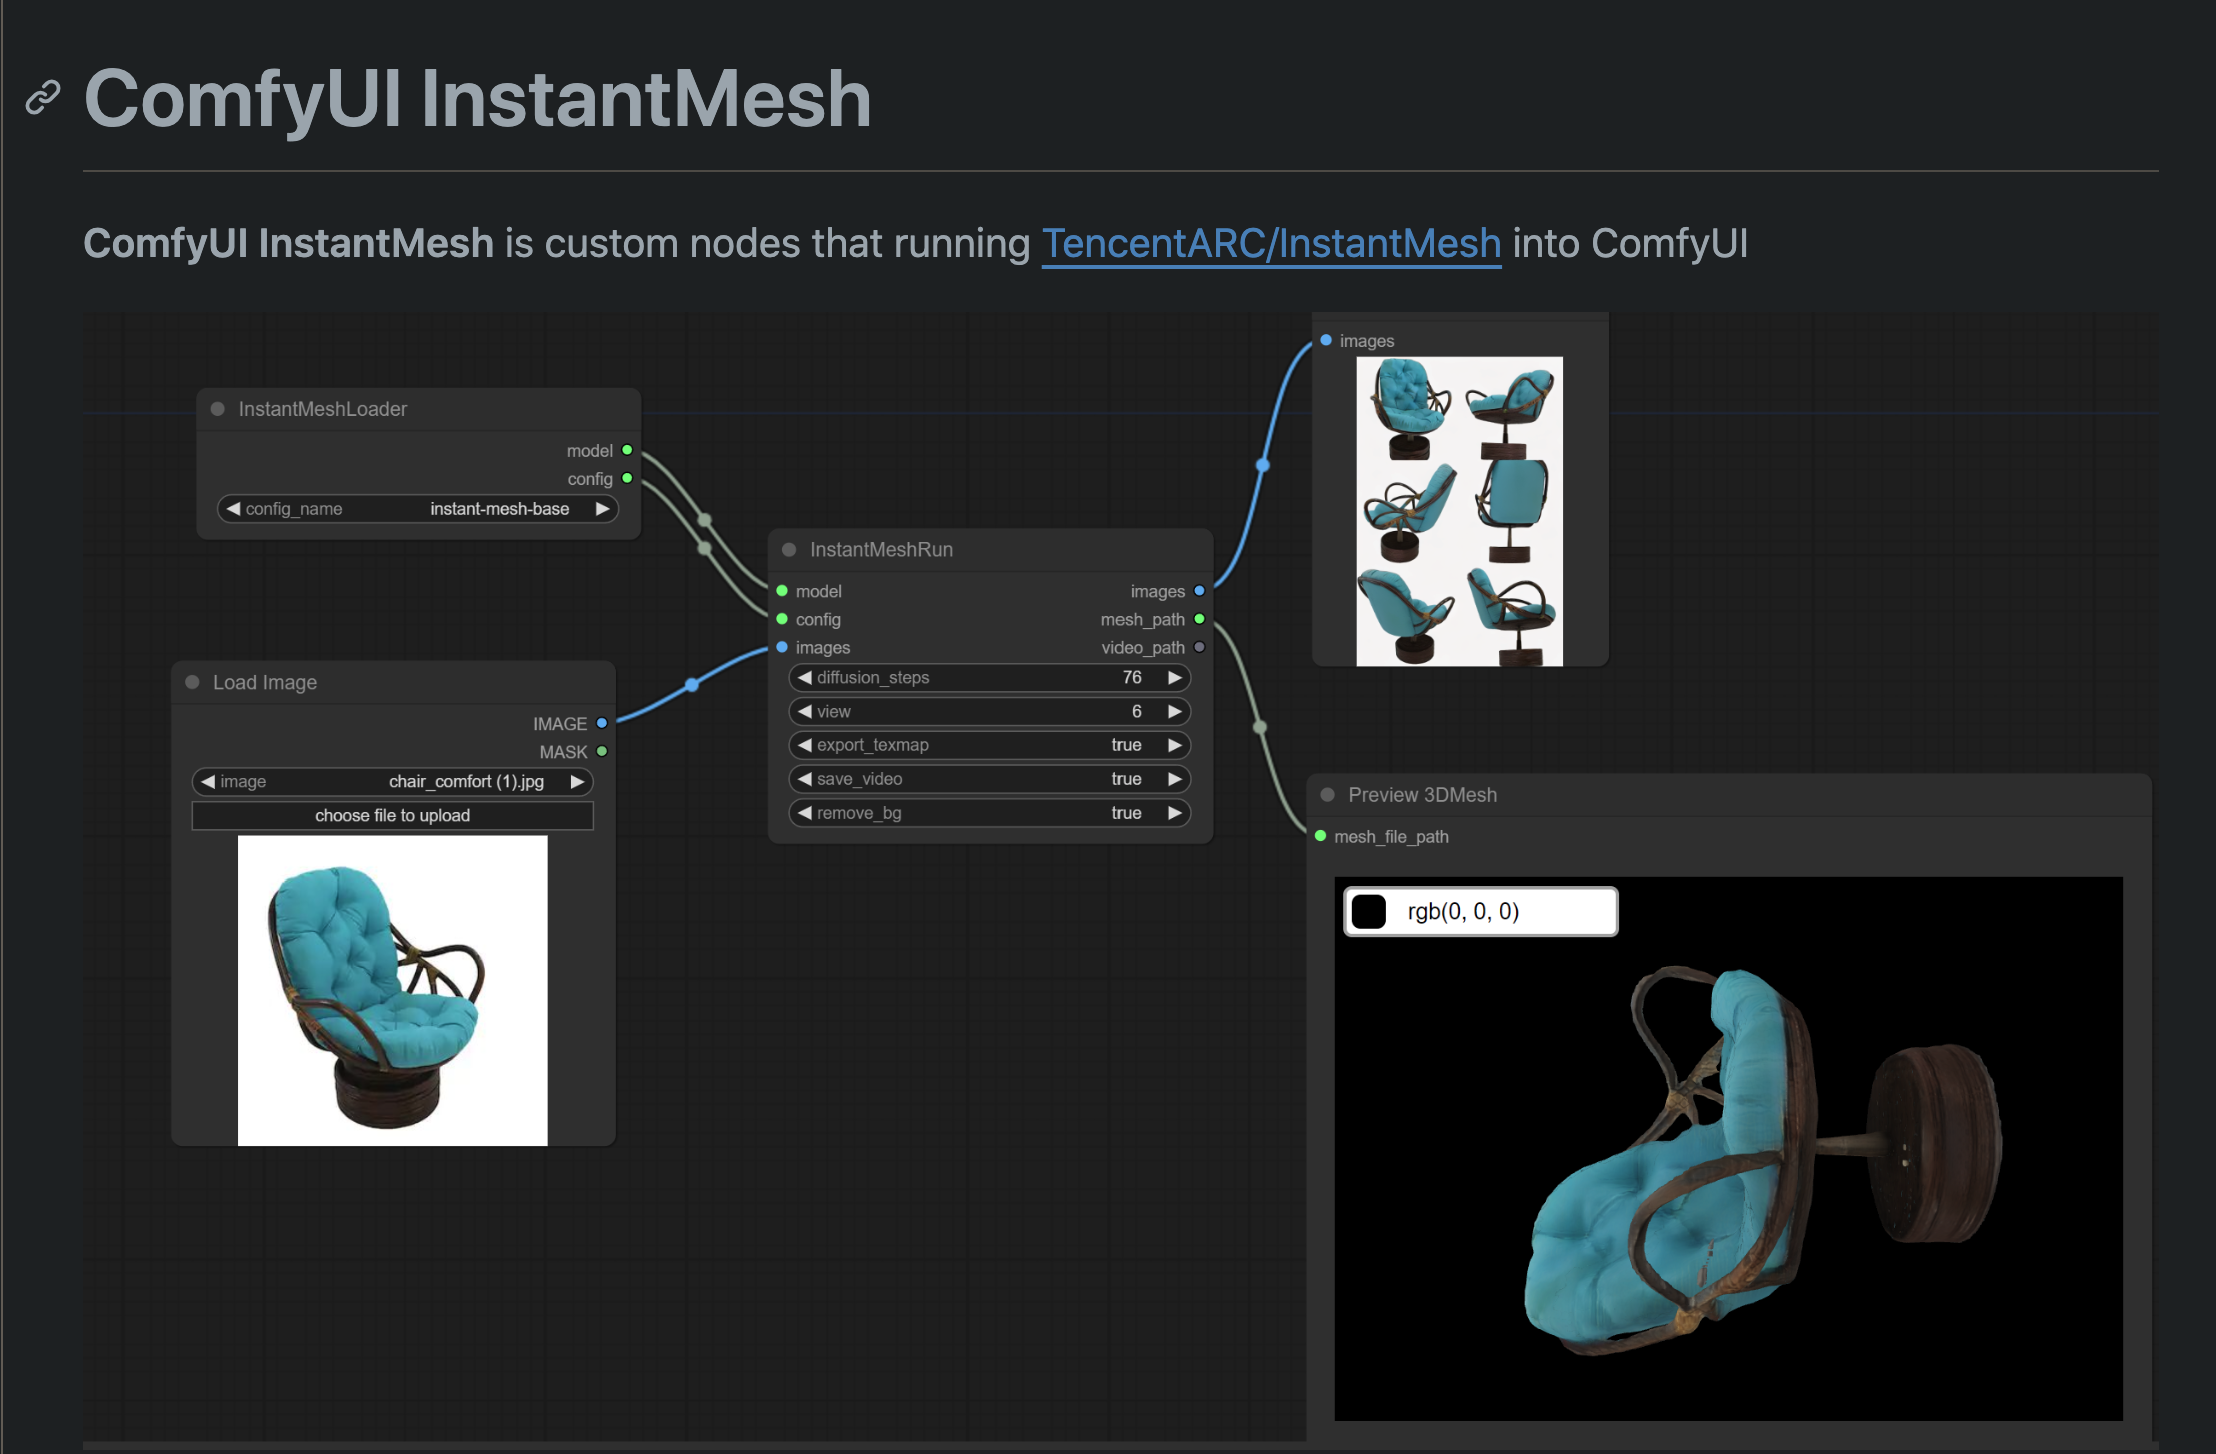 ComfyUI InstantMesh
ComfyUI InstantMesh is custom nodes that running TencentARC/InstantMesh into ComfyUI
InstantMeshLoader
model
config
config_name instant-mesh-base
Load Image
IMAGE
MASK
image chair_comfort (1).jpg
choose file to upload
InstantMeshRun
model images
config mesh_path
images video_path
diffusion_steps 76
view 6
export_texmap true
save_video true
remove_bg true
images
Preview 3DMesh
mesh_file_path
rgb(0, 0, 0)